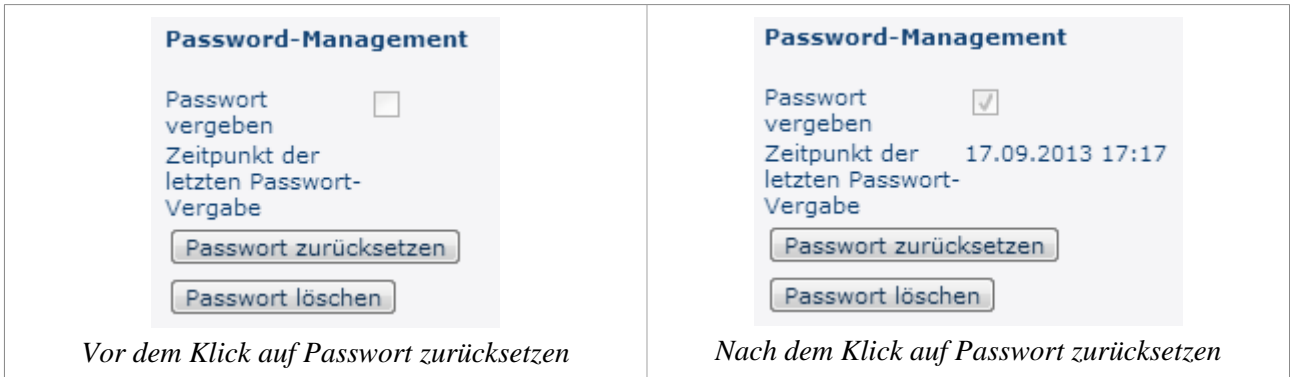 Password-Management
Passwort
vergeben
Zeitpunkt der
letzten Passwort-
Vergabe
Passwort zurücksetzen
Passwort löschen
Vor dem Klick auf Passwort zurücksetzen
Password-Management
Passwort
vergeben
Zeitpunkt der 17.09.2013 17:17
letzten Passwort-
Vergabe
Passwort zurücksetzen
Passwort löschen
Nach dem Klick auf Passwort zurücksetzen